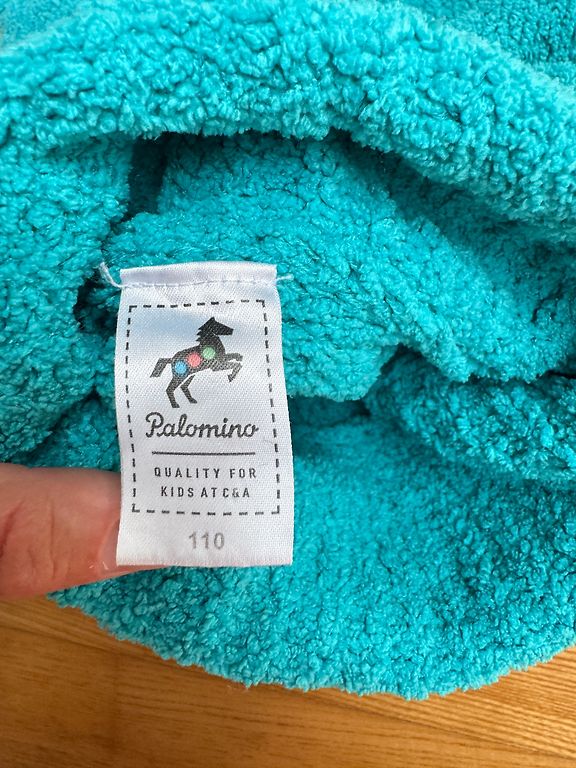 Palomino
QUALITY FOR
KIDS AT C&A
110